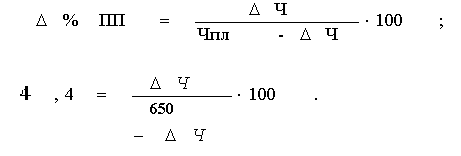 Δ Ч
Δ % ПП = · 100 ;
Чпл - Δ Ч
Δ Ч
4 , 4 = · 100 .
650
– Δ Ч